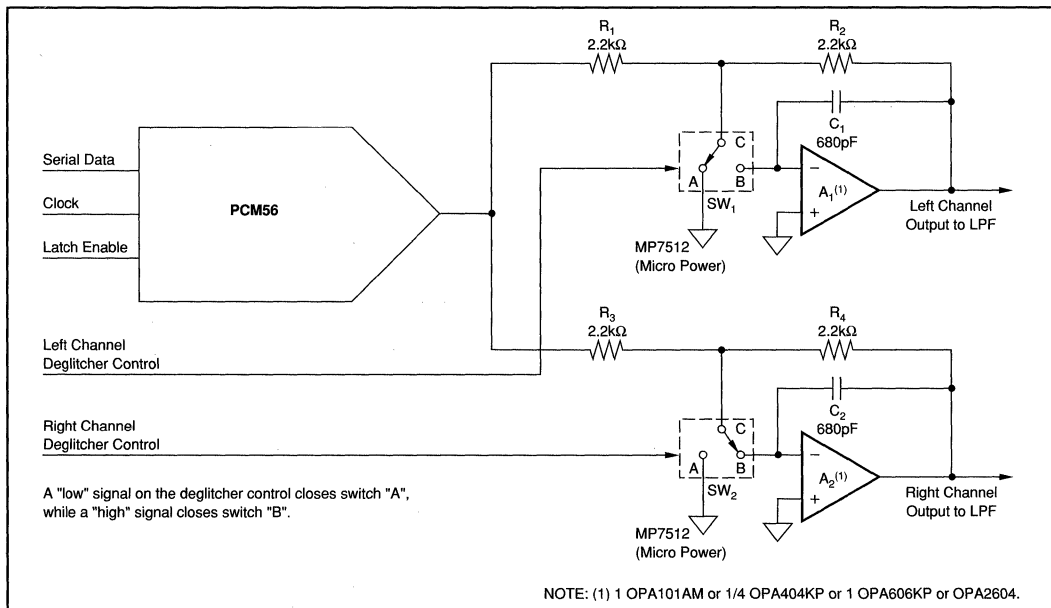 R1
2.2kΩ
R2
2.2kΩ
C1
680pF
Serial Data
Clock
Latch Enable
PCM56
C
A
B
SW1
MP7512
(Micro Power)
−
A1(1)
+
Left Channel
Output to LPF
Left Channel
Deglitcher Control
R3
2.2kΩ
R4
2.2kΩ
C2
680pF
Right Channel
Deglitcher Control
C
A
B
SW2
MP7512
(Micro Power)
−
A2(1)
+
Right Channel
Output to LPF
A "low" signal on the deglitcher control closes switch "A",
while a "high" signal closes switch "B".
NOTE: (1) 1 OPA101AM or 1/4 OPA404KP or 1 OPA606KP or OPA2604.